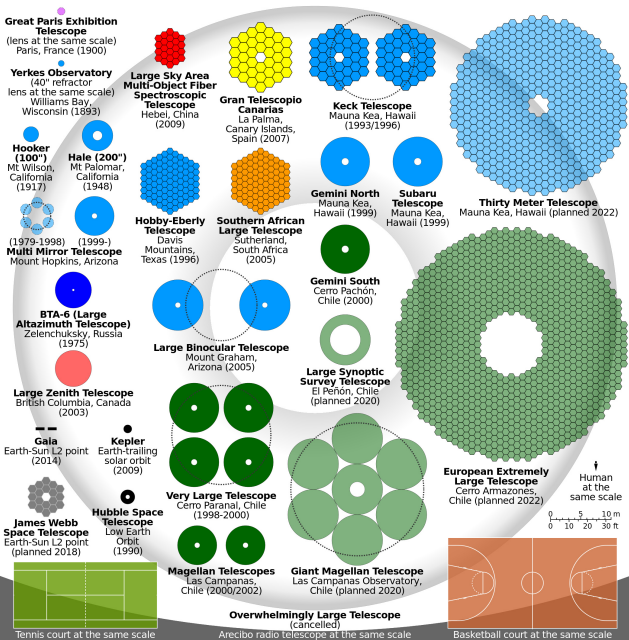 Great Paris Exhibition
Telescope
(lens at the same scale)
Paris, France (1900)
Yerkes Observatory
(40" refractor
lens at the same scale)
Williams Bay,
Wisconsin (1893)
Hooker
(100")
Mt Wilson,
California
(1917)
Hale (200")
Mt Palomar,
California
(1948)
(1979-1998) (1999-)
Multi Mirror Telescope
Mount Hopkins, Arizona
BTA-6 (Large
Altazimuth Telescope)
Zelenchuksky, Russia
(1975)
Large Zenith Telescope
British Columbia, Canada
(2003)
Gaia
Earth-Sun L2 point
(2014)
Kepler
Earth-trailing
solar orbit
(2009)
James Webb
Space Telescope
Earth-Sun L2 point
(planned 2018)
Hubble Space
Telescope
Low Earth
Orbit
(1990)
Large Sky Area
Multi-Object Fiber
Spectroscopic
Telescope
Hebei, China
(2009)
Gran Telescopio
Canarias
La Palma,
Canary Islands,
Spain (2007)
Keck Telescope
Mauna Kea, Hawaii
(1993/1996)
Thirty Meter Telescope
Mauna Kea, Hawaii (planned 2022)
Hobby-Eberly
Telescope
Davis
Mountains,
Texas (1996)
Southern African
Large Telescope
Sutherland,
South Africa
(2005)
Gemini North
Mauna Kea,
Hawaii (1999)
Subaru
Telescope
Mauna Kea,
Hawaii (1999)
Gemini South
Cerro Pachón,
Chile (2000)
Large Binocular Telescope
Mount Graham,
Arizona (2005)
Large Synoptic
Survey Telescope
El Peñón, Chile
(planned 2020)
Very Large Telescope
Cerro Paranal, Chile
(1998-2000)
Magellan Telescopes
Las Campanas,
Chile (2000/2002)
Giant Magellan Telescope
Las Campanas Observatory,
Chile (planned 2020)
European Extremely
Large Telescope
Cerro Armazones,
Chile (planned 2022)
Human
at the
same scale
0 5 10 m
0 10 20 30 ft
Overwhelmingly Large Telescope
(cancelled)
Tennis court at the same scale
Arecibo radio telescope at the same scale
Basketball court at the same scale